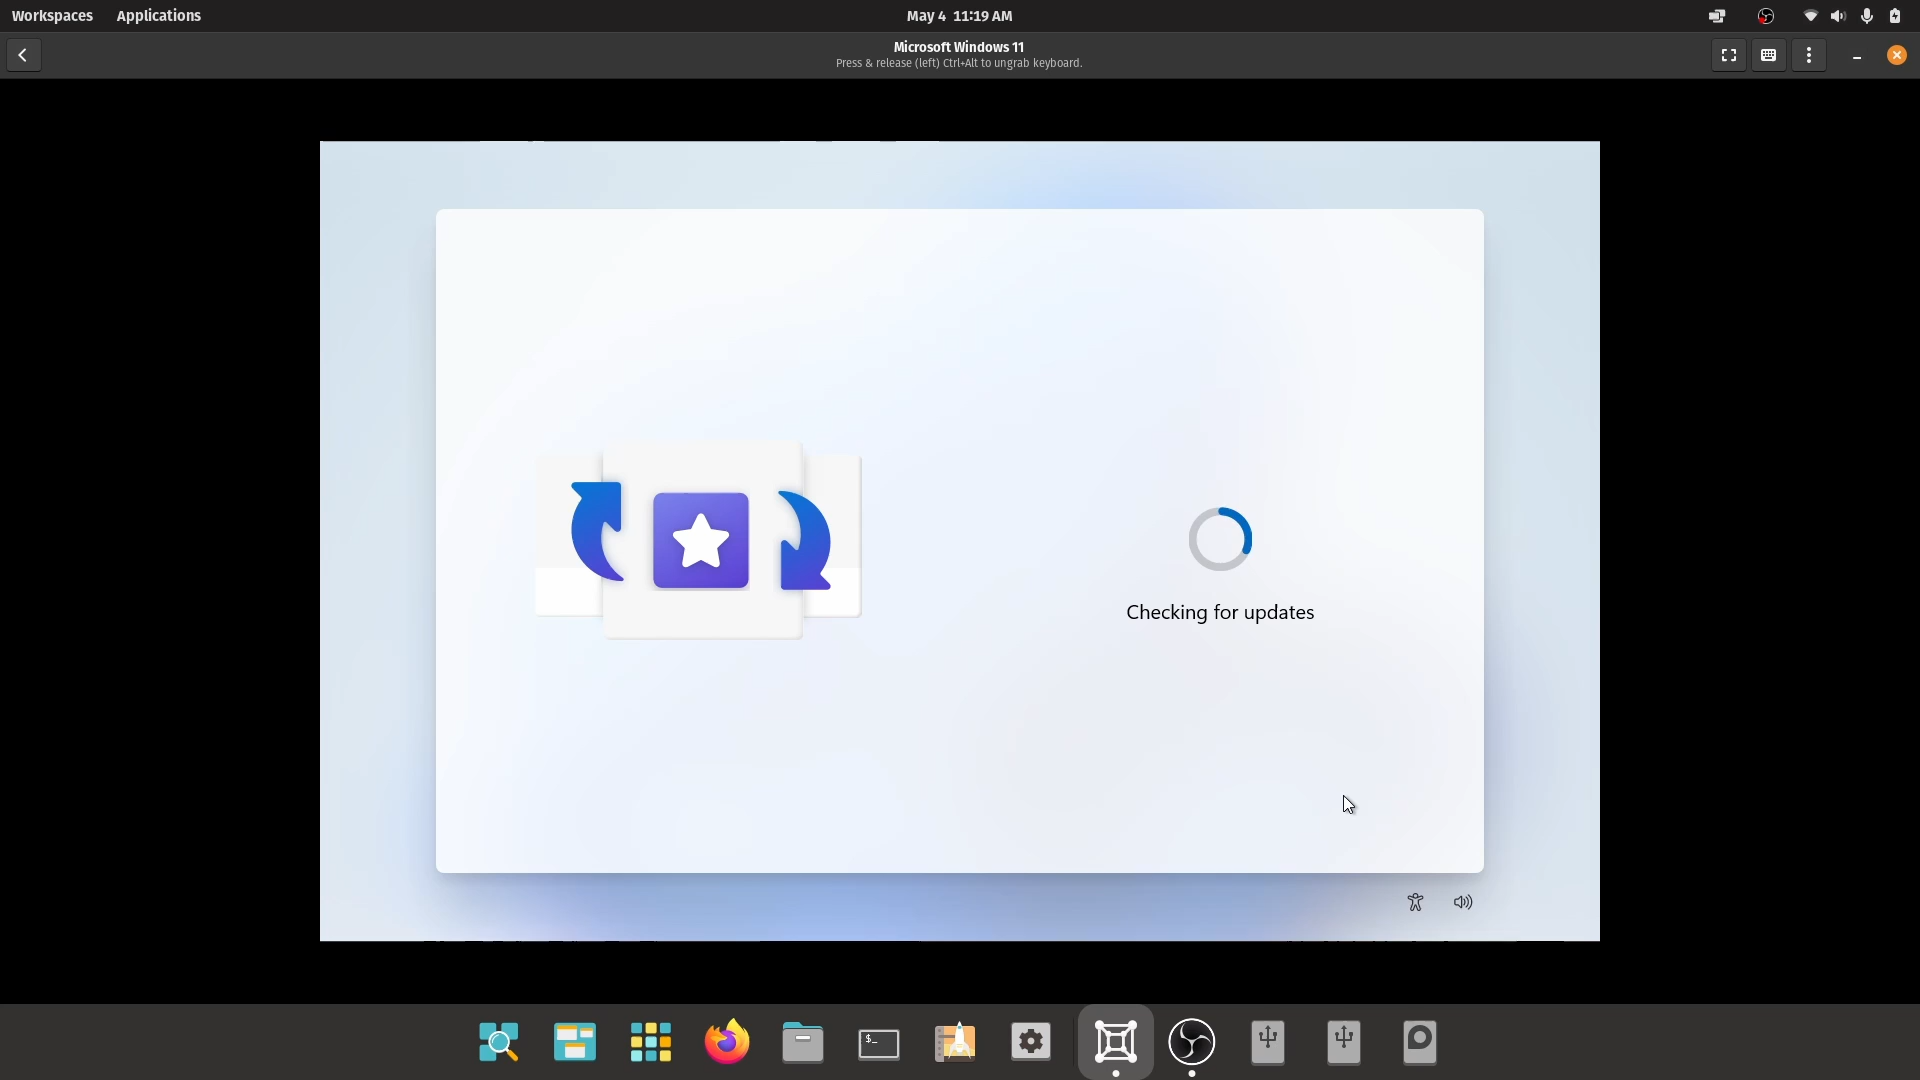 Workspaces Applications May 4 11:19 AM
Microsoft Windows 11
Press & release (left) Ctrl+Alt to ungrab keyboard.
Checking for updates
$_